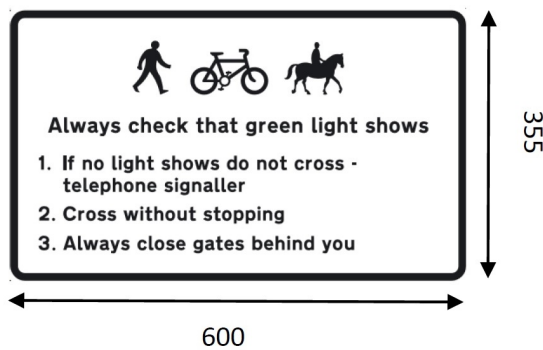 Always check that green light shows
1. If no light shows do not cross -
telephone signaller
2. Cross without stopping
3. Always close gates behind you
355
600